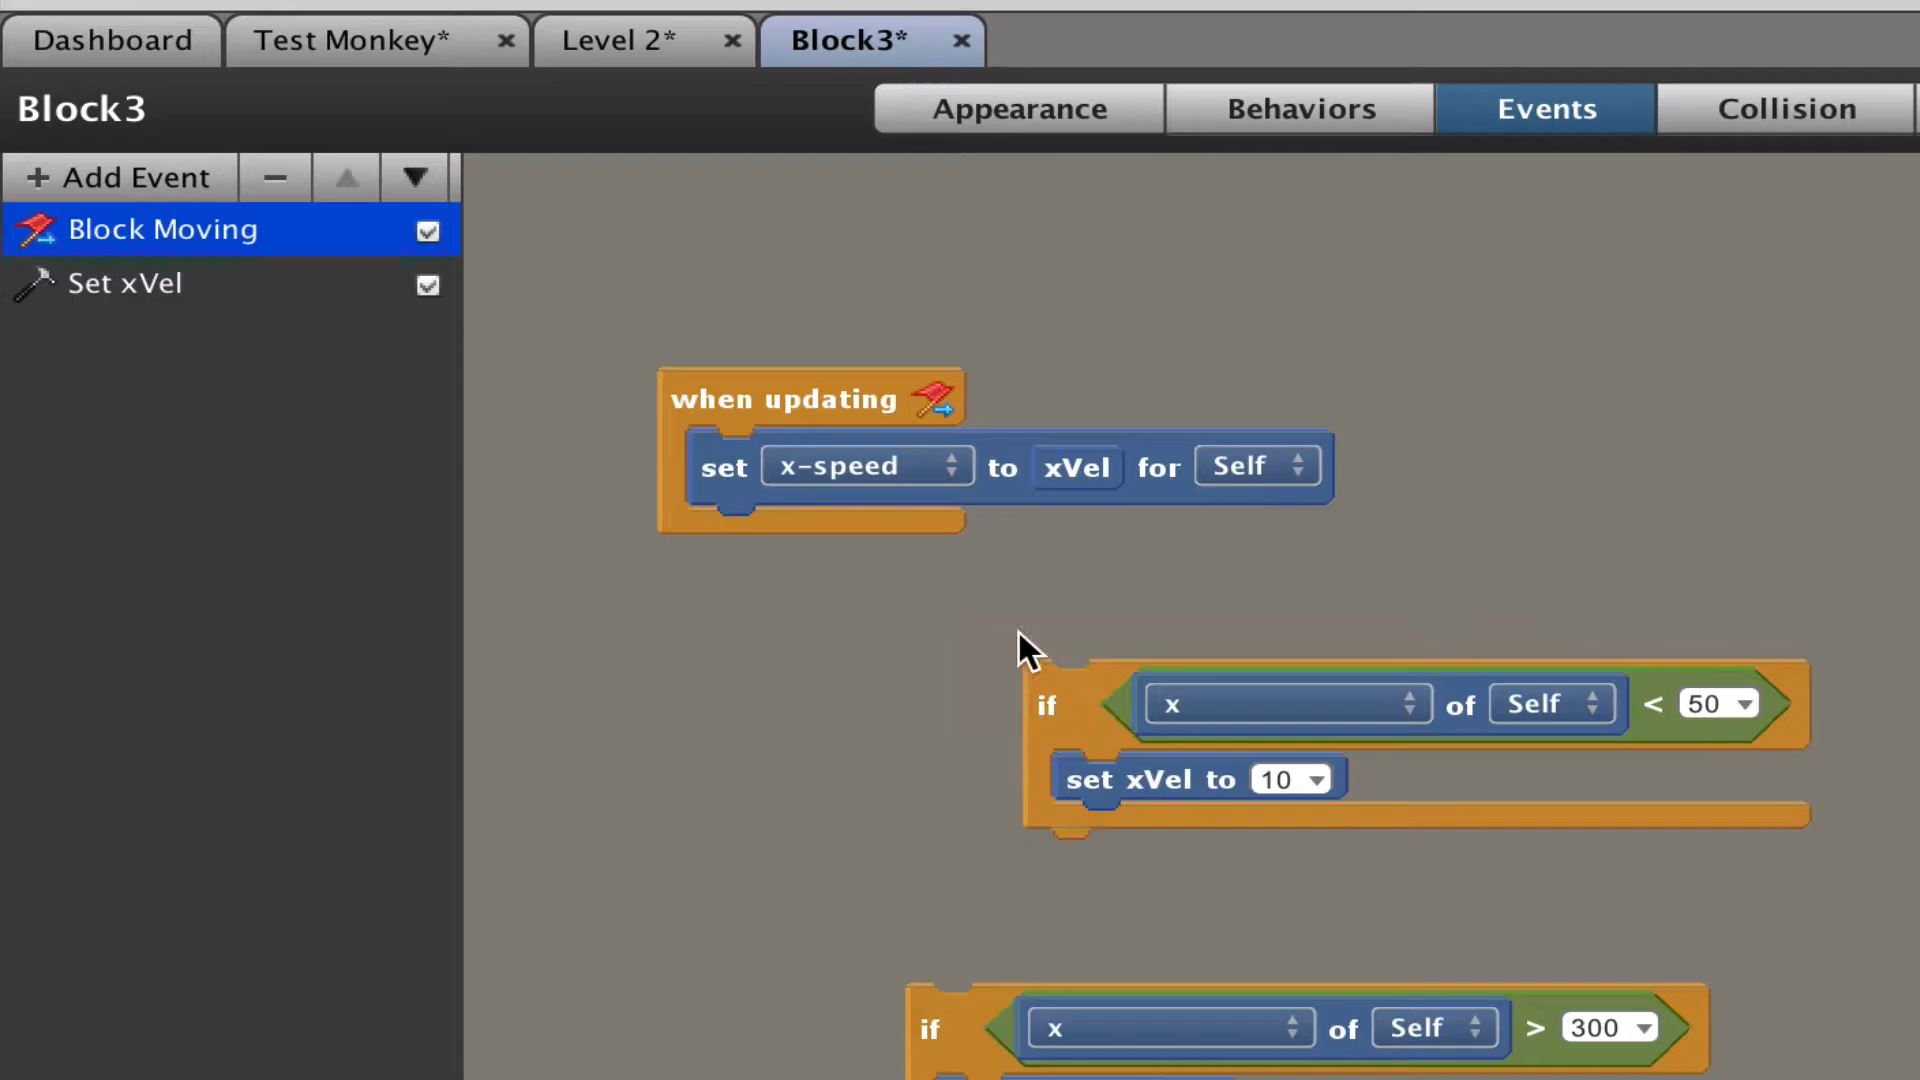 Dashboard Test Monkey* × Level 2* × Block3* ×
Block3 Appearance Behaviors Events Collision
+ Add Event −
Block Moving
Set xVel
when updating
set x-speed to xVel for Self
if x of Self < 50
set xVel to 10
if x of Self > 300